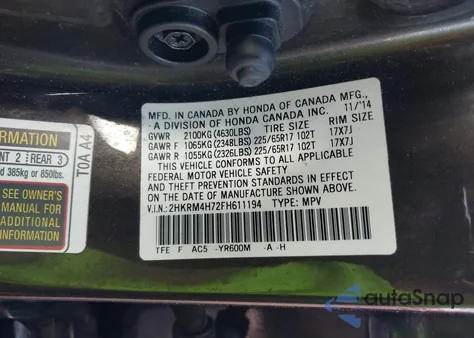 MFD. IN CANADA BY HONDA OF CANADA MFG.,
- A DIVISION OF HONDA CANADA INC. 11/'14
GVWR 2100KG (4630LBS) TIRE SIZE RIM SIZE
GAWR F 1065KG (2348LBS) 225/65R17 102T 17X7J
GAWR R 1055KG (2326LBS) 225/65R17 102T 17X7J
THIS VEHICLE CONFORMS TO ALL APPLICABLE
FEDERAL MOTOR VEHICLE SAFETY STANDARDS IN EFFECT
ON THE DATE OF MANUFACTURE SHOWN ABOVE.
V.I.N.: 2HKRM4H72FH611194 TYPE: MPV
TFE F AC5 -YR600M -A -H
ORMATION
NT 2 REAR 3
d 385kg or 850lbs.
SEE OWNER'S
MANUAL FOR
ADDITIONAL
INFORMATION
T0A A4
autoSnap